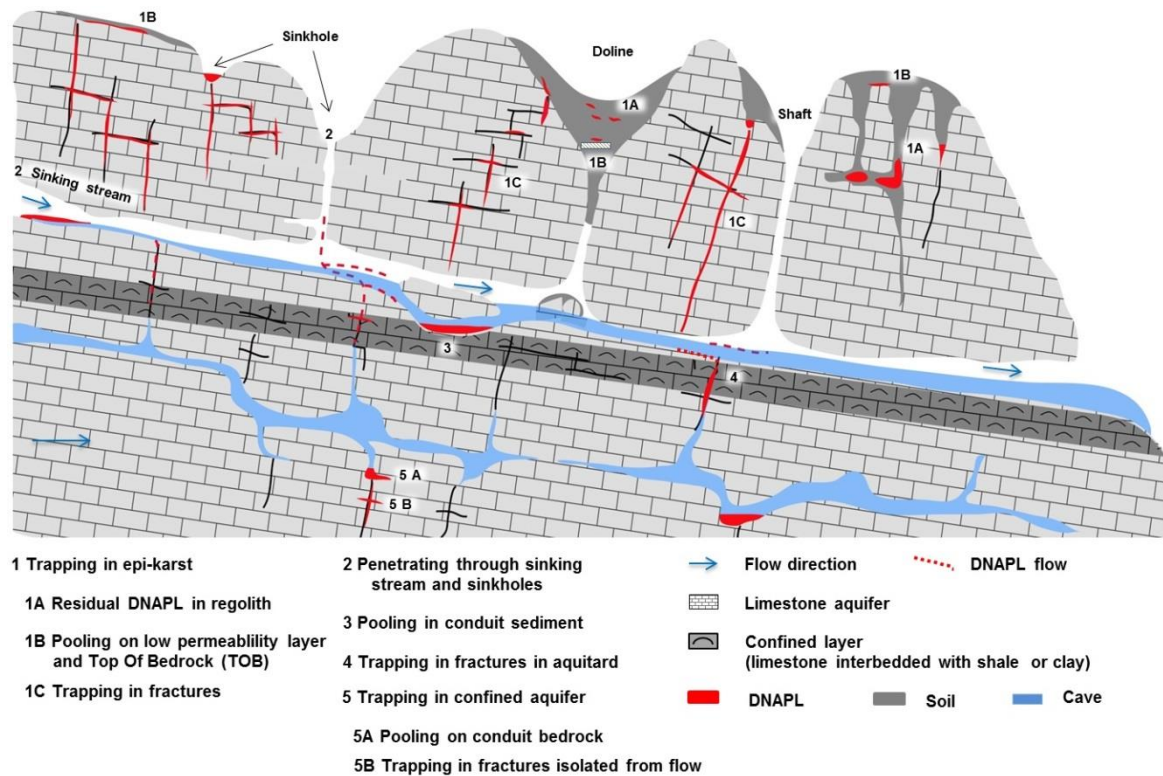 1B
Sinkhole
Doline
1B
1A
2
Shaft
1A
1B
1C
2 Sinking stream
1C
3
4
5 A
5 B
1 Trapping in epi-karst
1A Residual DNAPL in regolith
1B Pooling on low permeablility layer
and Top Of Bedrock (TOB)
1C Trapping in fractures
2 Penetrating through sinking
stream and sinkholes
3 Pooling in conduit sediment
4 Trapping in fractures in aquitard
5 Trapping in confined aquifer
5A Pooling on conduit bedrock
5B Trapping in fractures isolated from flow
Flow direction
DNAPL flow
Limestone aquifer
Confined layer
(limestone interbedded with shale or clay)
DNAPL
Soil
Cave